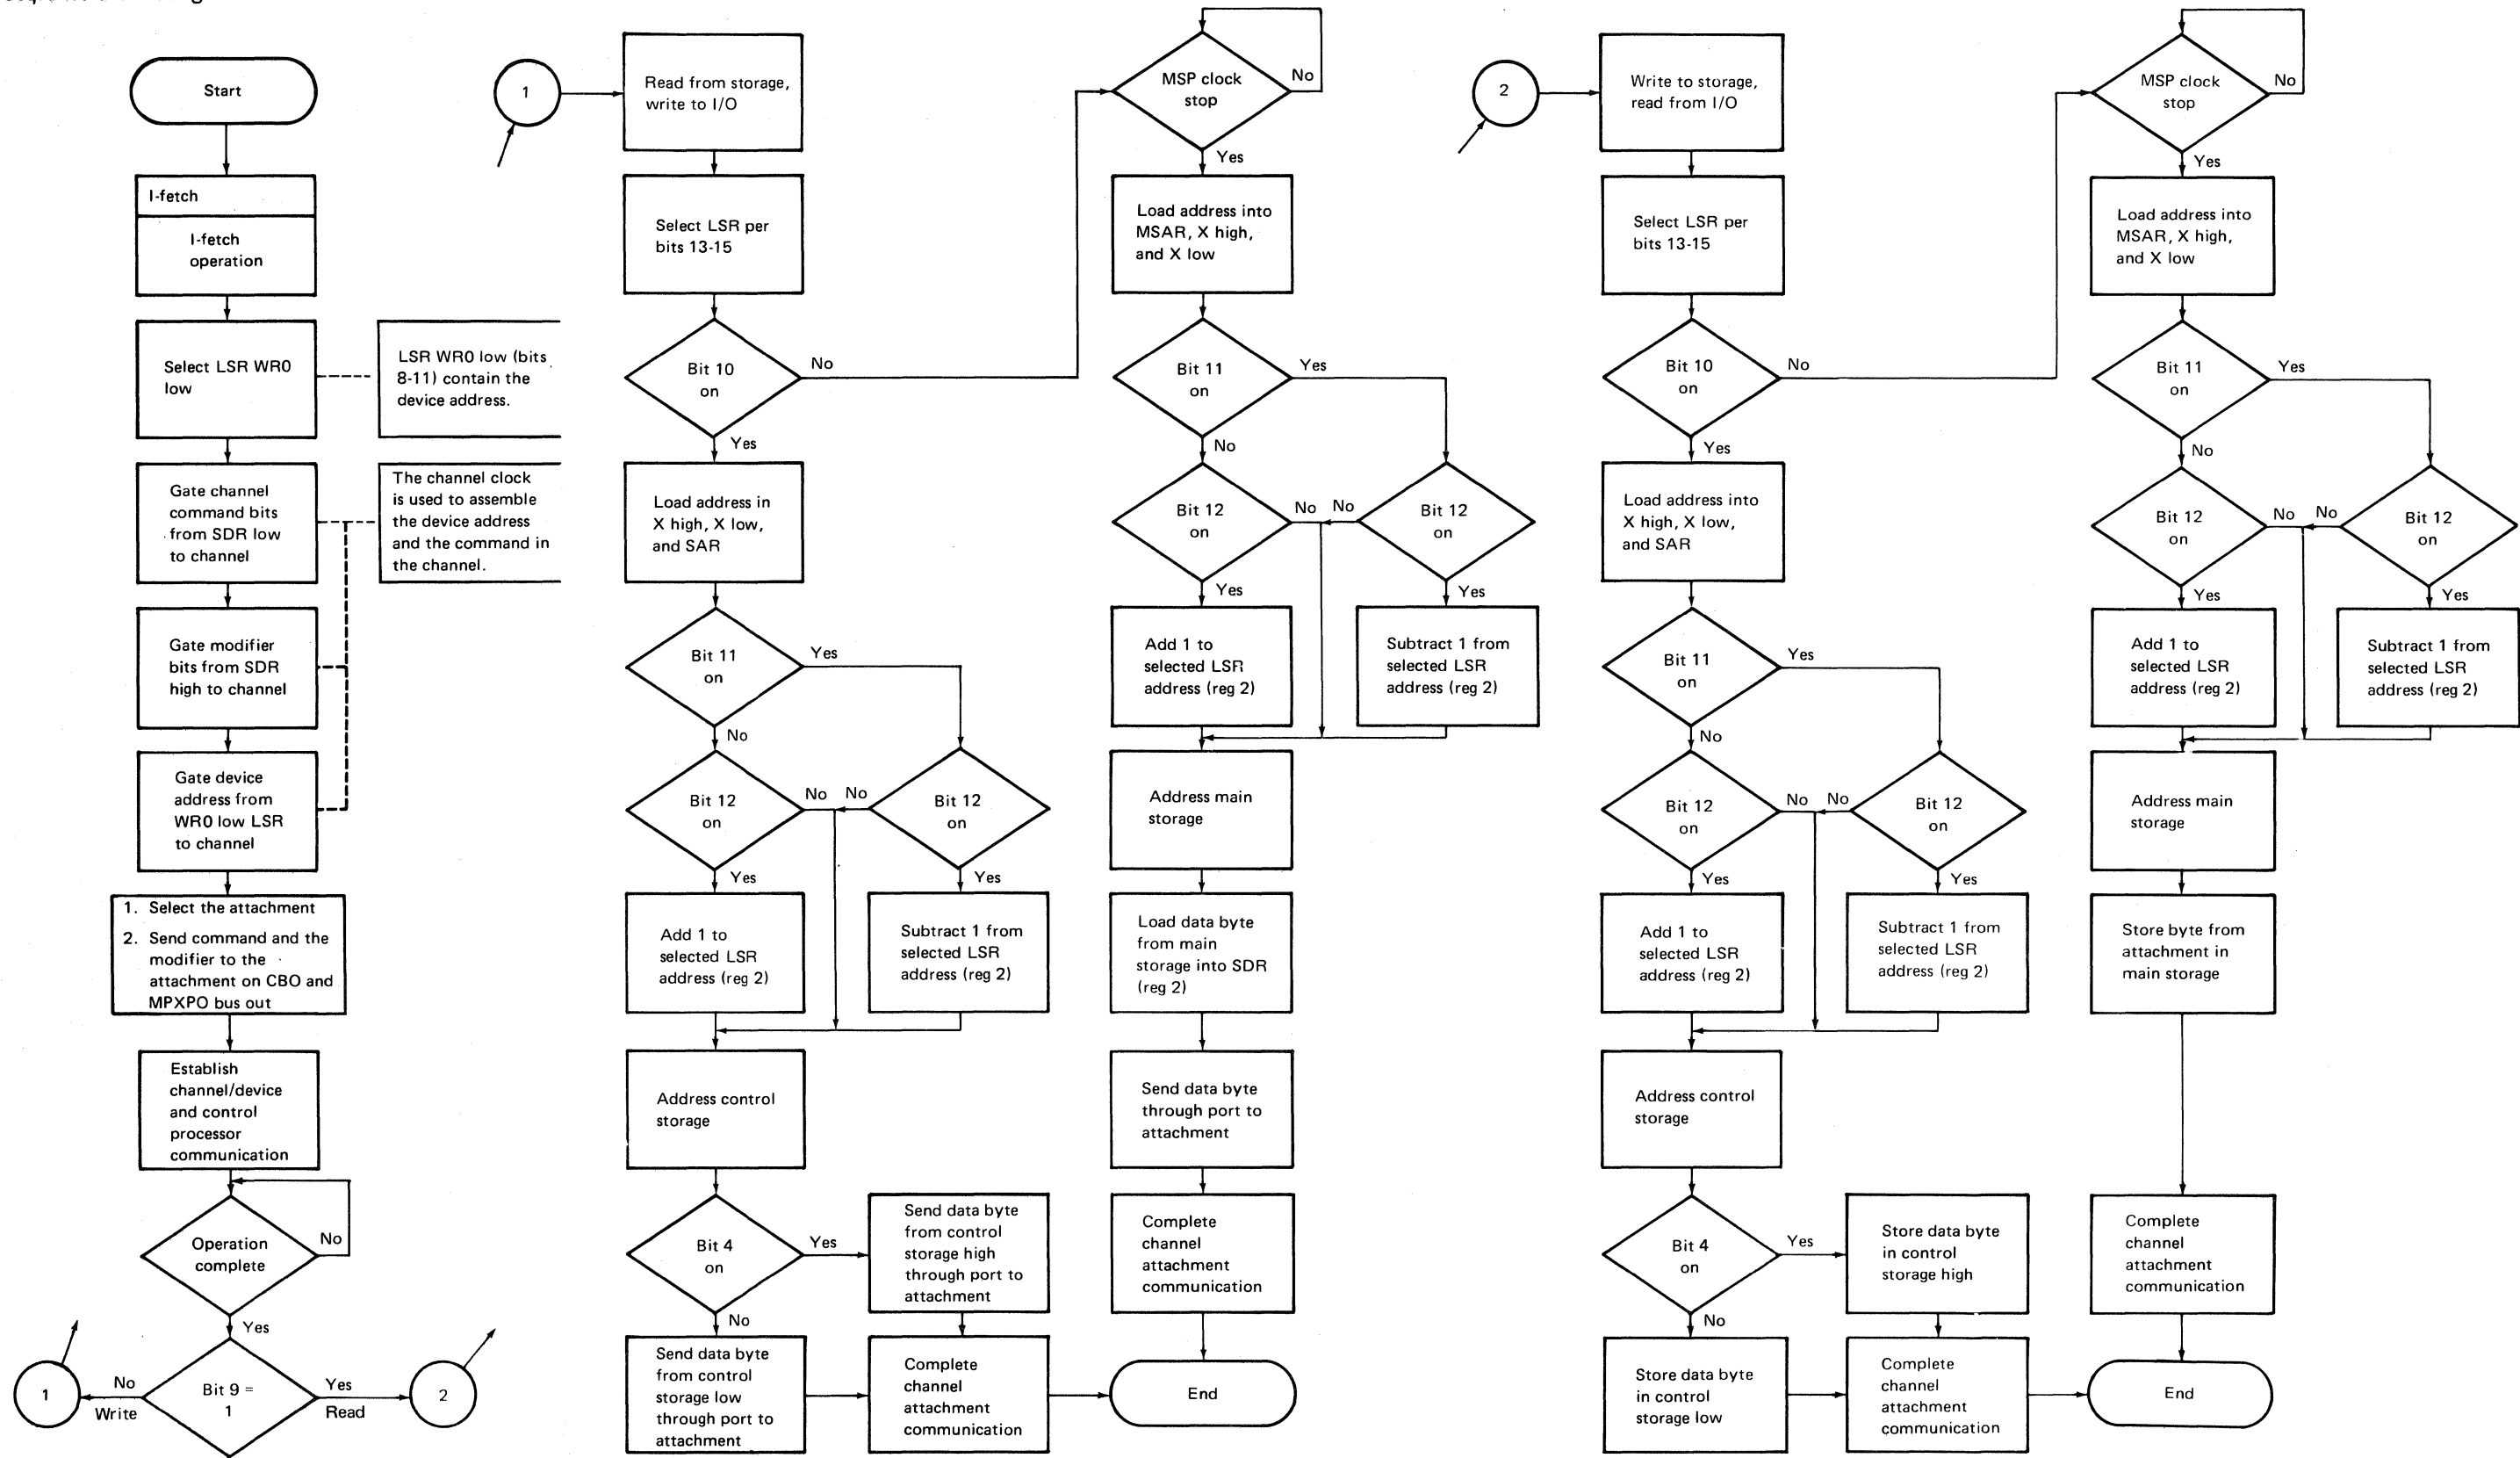 Start
I-fetch
I-fetch
operation
Select LSR WR0
low
LSR WR0 low (bits
8-11) contain the
device address.
Gate channel
command bits
from SDR low
to channel
The channel clock
is used to assemble
the device address
and the command in
the channel.
Gate modifier
bits from SDR
high to channel
Gate device
address from
WR0 low LSR
to channel
1. Select the attachment
2. Send command and the
modifier to the
attachment on CBO and
MPXPO bus out
Establish
channel/device
and control
processor
communication
Operation
complete
No
Yes
Bit 9 =
1
No
Write
1
Yes
Read
2
1
Read from storage,
write to I/O
Select LSR per
bits 13-15
Bit 10
on
No
Yes
Load address in
X high, X low,
and SAR
Bit 11
on
Yes
No
Bit 12
on
No
No
Bit 12
on
Yes
Yes
Add 1 to
selected LSR
address (reg 2)
Subtract 1 from
selected LSR
address (reg 2)
Address control
storage
Bit 4
on
Yes
No
Send data byte
from control
storage high
through port to
attachment
Send data byte
from control
storage low
through port to
attachment
Complete
channel
attachment
communication
MSP clock
stop
No
Yes
Load address into
MSAR, X high,
and X low
Bit 11
on
Yes
No
Bit 12
on
No
No
Bit 12
on
Yes
Yes
Add 1 to
selected LSR
address (reg 2)
Subtract 1 from
selected LSR
address (reg 2)
Address main
storage
Load data byte
from main
storage into SDR
(reg 2)
Send data byte
through port to
attachment
Complete
channel
attachment
communication
End
2
Write to storage,
read from I/O
Select LSR per
bits 13-15
Bit 10
on
No
Yes
Load address into
X high, X low,
and SAR
Bit 11
on
Yes
No
Bit 12
on
No
No
Bit 12
on
Yes
Yes
Add 1 to
selected LSR
address (reg 2)
Subtract 1 from
selected LSR
address (reg 2)
Address control
storage
Bit 4
on
Yes
No
Store data byte
in control
storage high
Store data byte
in control
storage low
Complete
channel
attachment
communication
MSP clock
stop
No
Yes
Load address into
MSAR, X high,
and X low
Bit 11
on
Yes
No
Bit 12
on
No
No
Bit 12
on
Yes
Yes
Add 1 to
selected LSR
address (reg 2)
Subtract 1 from
selected LSR
address (reg 2)
Address main
storage
Store byte from
attachment in
main storage
Complete
channel
attachment
communication
End